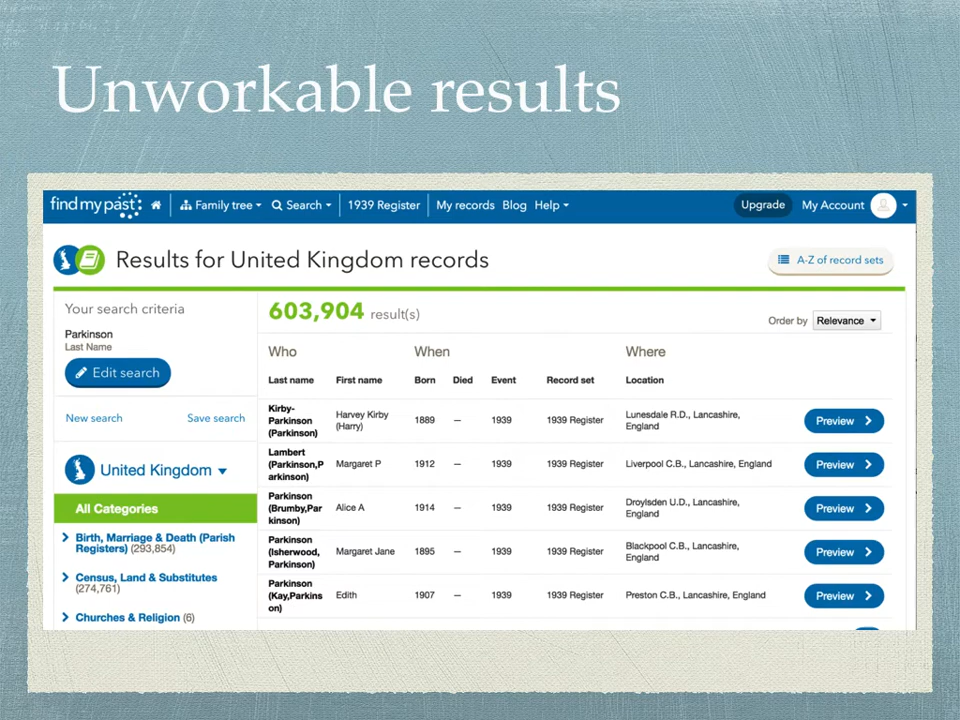 Unworkable results
findmypast Family tree Search 1939 Register My records Blog Help Upgrade My Account
Results for United Kingdom records
A-Z of record sets
Your search criteria
Parkinson
Last Name
Edit search
New search Save search
United Kingdom
All Categories
Birth, Marriage & Death (Parish
Registers) (293,854)
Census, Land & Substitutes
(274,761)
Churches & Religion (6)
603,904 result(s)
Order by Relevance
Who When Where
Last name First name Born Died Event Record set Location
Kirby-
Parkinson
(Parkinson)
Harvey Kirby
(Harry)
1889 – 1939 1939 Register
Lunesdale R.D., Lancashire,
England
Preview
Lambert
(Parkinson,P
arkinson)
Margaret P 1912 – 1939 1939 Register Liverpool C.B., Lancashire, England
Preview
Parkinson
(Brumby,Par
kinson)
Alice A 1914 – 1939 1939 Register
Droylsden U.D., Lancashire,
England
Preview
Parkinson
(Isherwood,
Parkinson)
Margaret Jane 1895 – 1939 1939 Register
Blackpool C.B., Lancashire,
England
Preview
Parkinson
(Kay,Parkins
on)
Edith 1907 – 1939 1939 Register Preston C.B., Lancashire, England
Preview